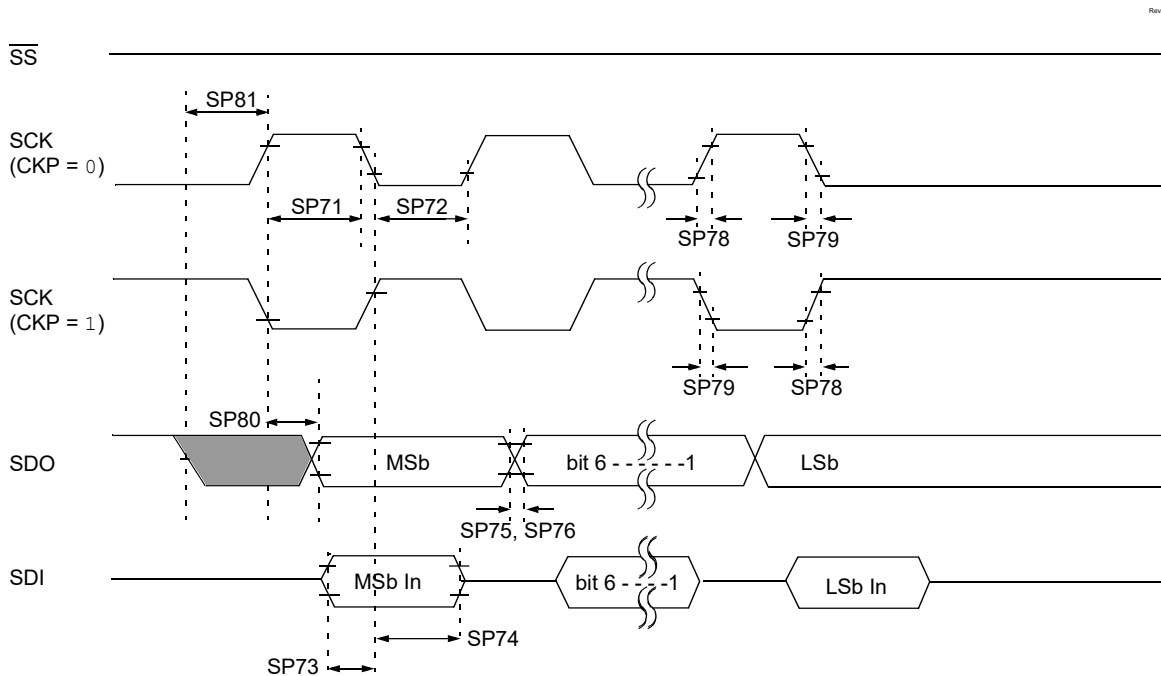 Rev
SS
SP81
SCK
(CKP = 0)
SP71
SP72
SP78
SP79
SCK
(CKP = 1)
SP79
SP78
SP80
SDO
MSb
bit 6 - - - - - -1
LSb
SP75, SP76
SDI
MSb In
bit 6 - - - - -1
LSb In
SP74
SP73